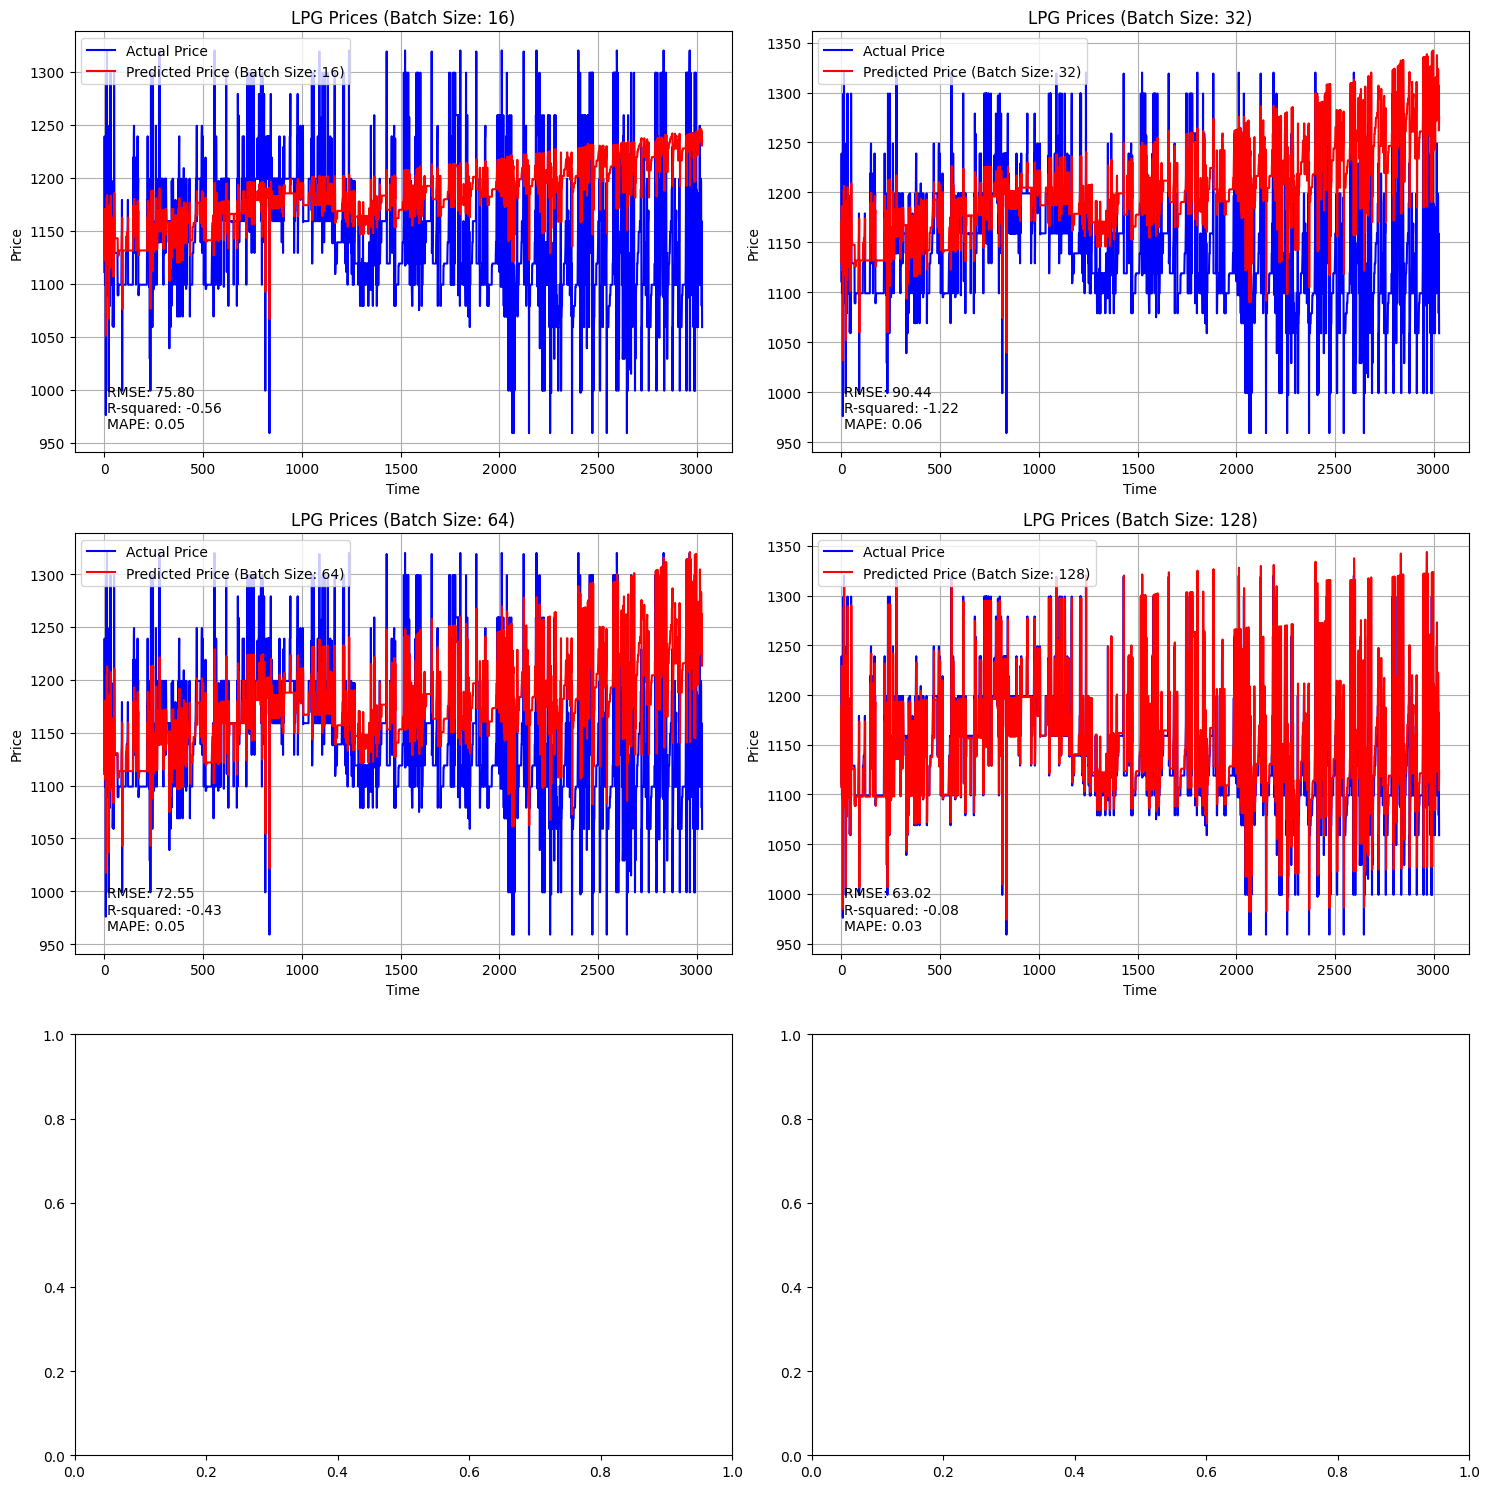 LPG Prices (Batch Size: 16)
Actual Price
Predicted Price (Batch Size: 16)
Price
1300
1250
1200
1150
1100
1050
1000
950
RMSE: 75.80
R-squared: -0.56
MAPE: 0.05
0 500 1000 1500 2000 2500 3000
Time
LPG Prices (Batch Size: 32)
Actual Price
Predicted Price (Batch Size: 32)
Price
1350
1300
1250
1200
1150
1100
1050
1000
950
RMSE: 90.44
R-squared: -1.22
MAPE: 0.06
0 500 1000 1500 2000 2500 3000
Time
LPG Prices (Batch Size: 64)
Actual Price
Predicted Price (Batch Size: 64)
Price
1300
1250
1200
1150
1100
1050
1000
950
RMSE: 72.55
R-squared: -0.43
MAPE: 0.05
0 500 1000 1500 2000 2500 3000
Time
LPG Prices (Batch Size: 128)
Actual Price
Predicted Price (Batch Size: 128)
Price
1350
1300
1250
1200
1150
1100
1050
1000
950
RMSE: 63.02
R-squared: -0.08
MAPE: 0.03
0 500 1000 1500 2000 2500 3000
Time
1.0
0.8
0.6
0.4
0.2
0.0
0.0 0.2 0.4 0.6 0.8 1.0
1.0
0.8
0.6
0.4
0.2
0.0
0.0 0.2 0.4 0.6 0.8 1.0